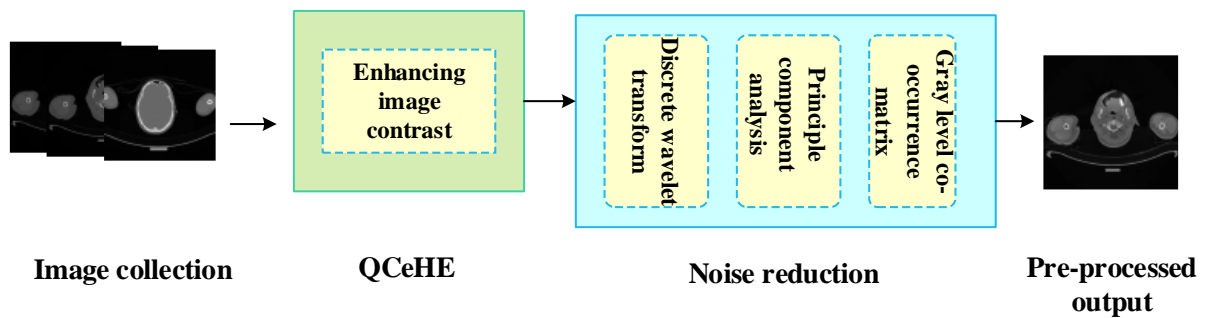 Enhancing
image
contrast
Discrete wavelet
transform
Principle
component
analysis
Gray level co-
occurrence
matrix
Image collection
QCeHE
Noise reduction
Pre-processed
output